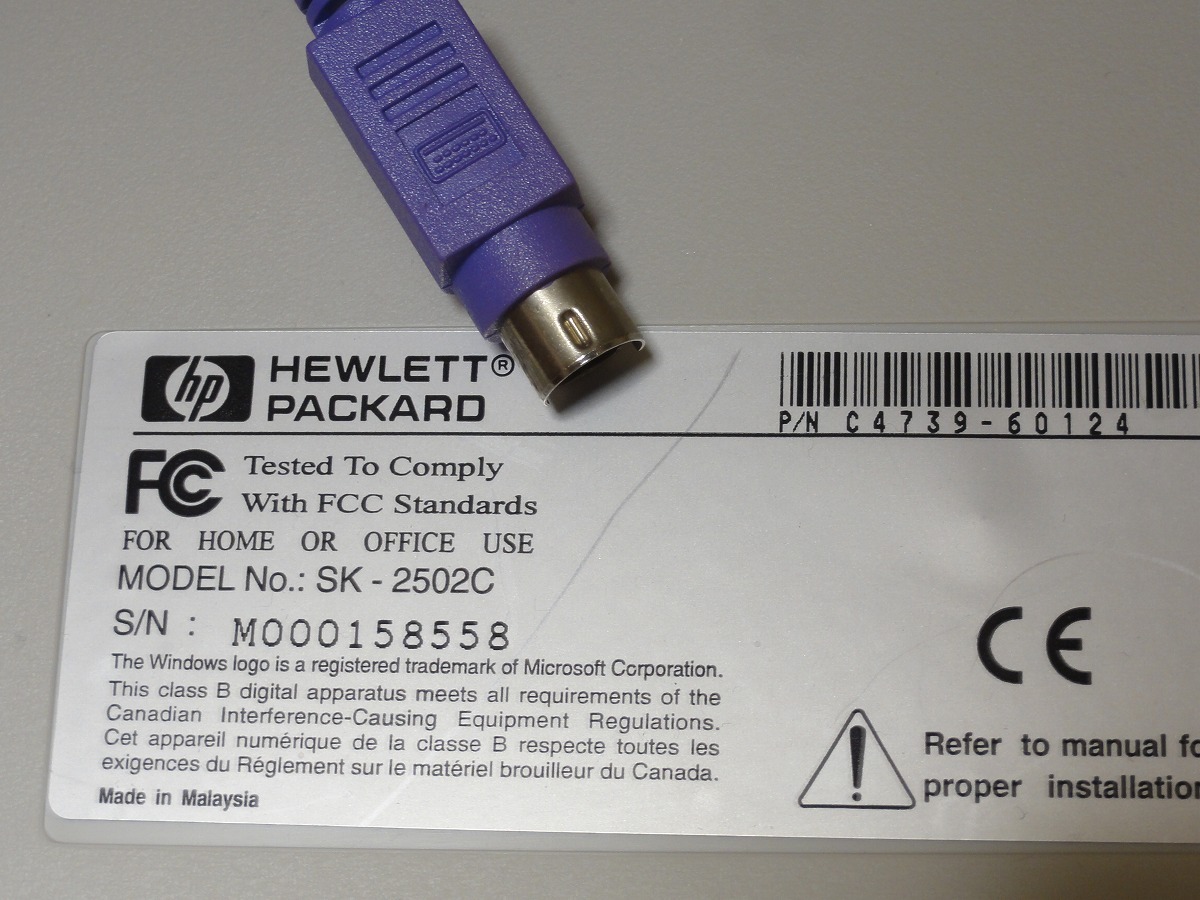 hp HEWLETT®
PACKARD
P/N C4739-60124
FC Tested To Comply
With FCC Standards
FOR HOME OR OFFICE USE
MODEL No.: SK - 2502C
S/N : M000158558
The Windows logo is a registered trademark of Microsoft Corporation.
This class B digital apparatus meets all requirements of the
Canadian Interference-Causing Equipment Regulations.
Cet appareil numérique de la classe B respecte toutes les
exigences du Réglement sur le matériel brouilleur du Canada.
Made in Malaysia
CE
Refer to manual fo
proper installation